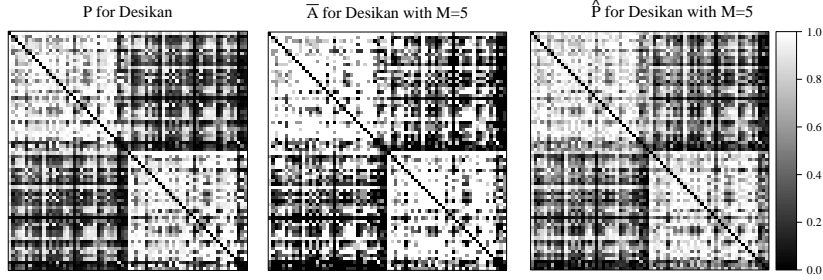 P for Desikan
A̅ for Desikan with M=5
P̂ for Desikan with M=5
1.0
0.8
0.6
0.4
0.2
0.0